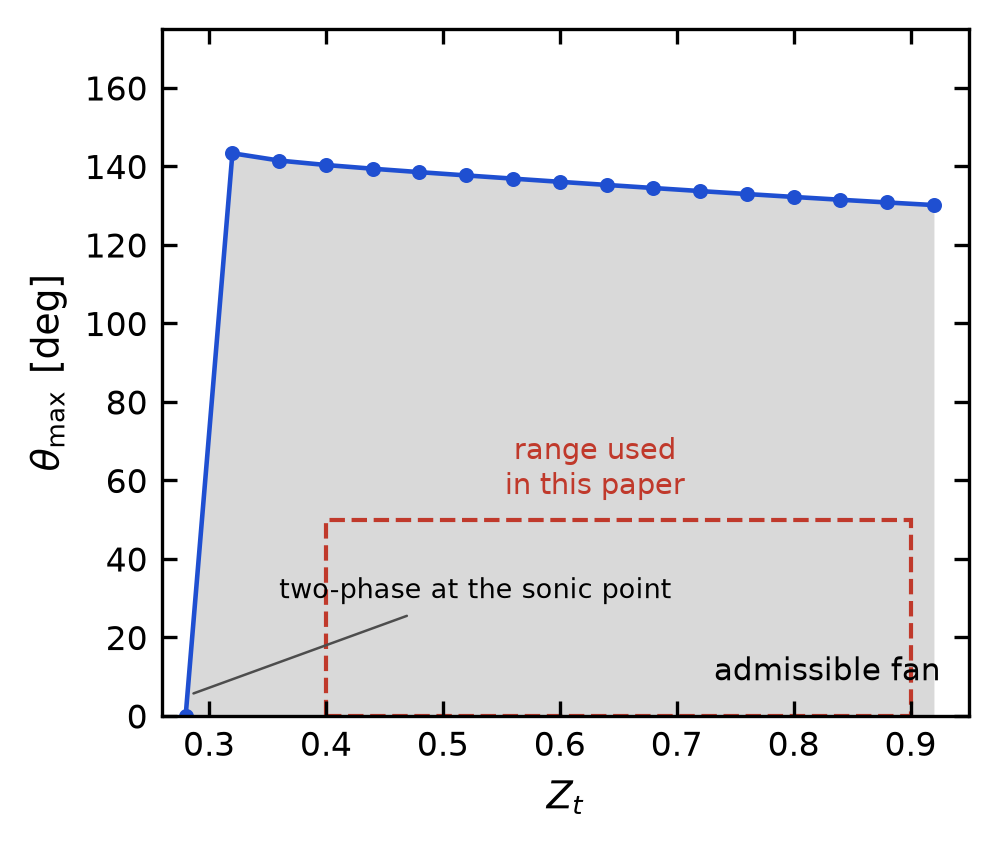 160
140
120
100
80
60
40
20
0
θmax [deg]
range used
in this paper
two-phase at the sonic point
admissible fan
0.3 0.4 0.5 0.6 0.7 0.8 0.9
Zt